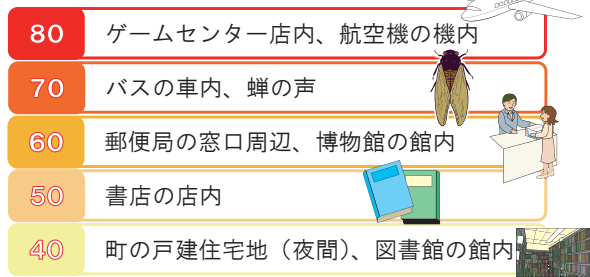 80 ゲームセンター店内、航空機の機内
70 バスの車内、蝉の声
60 郵便局の窓口周辺、博物館の館内
50 書店の店内
40 町の戸建住宅地（夜間）、図書館の館内